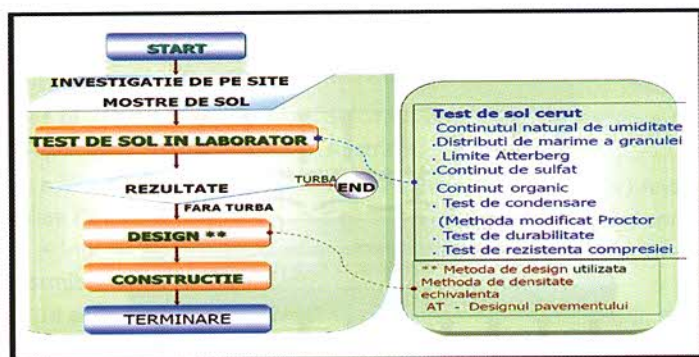 START
INVESTIGATIE DE PE SITE
MOSTRE DE SOL
TEST DE SOL IN LABORATOR
REZULTATE
TURBA
END
FARA TURBA
DESIGN **
CONSTRUCTIE
TERMINARE
Test de sol cerut
Continutul natural de umiditate
.Distributi de marime a granulei
. Limite Atterberg
.Continut de sulfat
Continut organic
. Test de condensare
(Methoda modificat Proctor
. Test de durabilitate
. Test de rezistenta compresiei
** Metoda de design utilizata
Methoda de densitate
echivalenta
AT - Designul pavementului